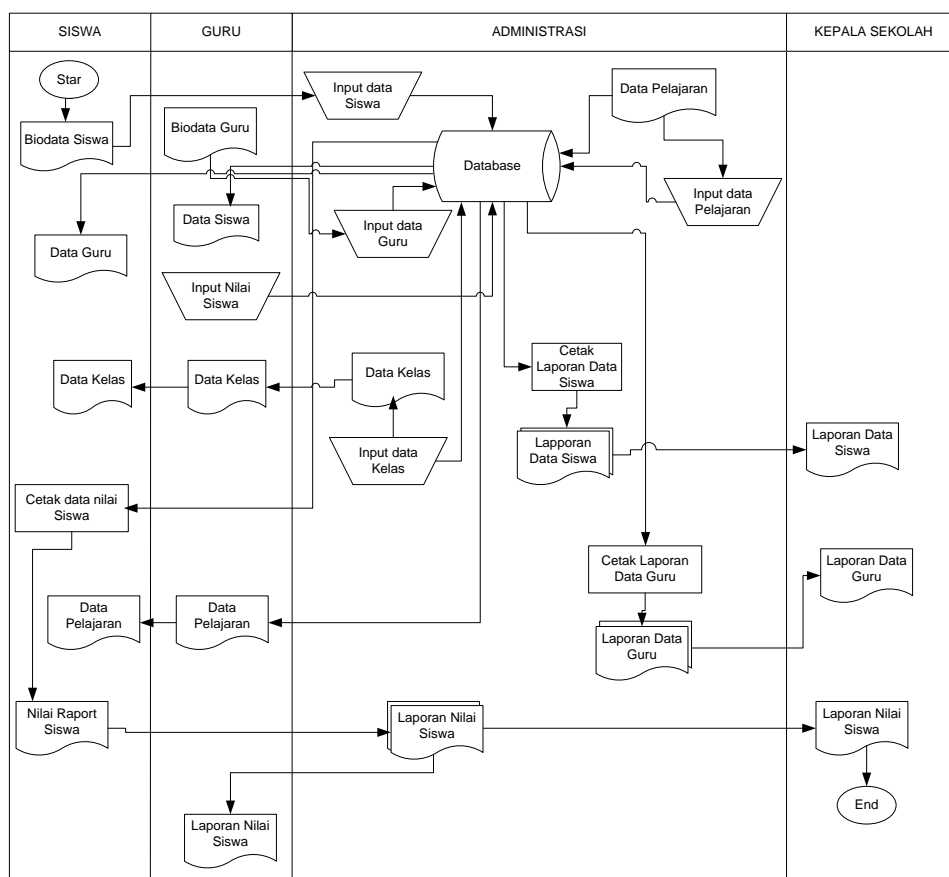 SISWA
GURU
ADMINISTRASI
KEPALA SEKOLAH
Star
Biodata Siswa
Biodata Guru
Input data
Siswa
Data Pelajaran
Database
Input data
Pelajaran
Data Siswa
Input data
Guru
Data Guru
Input Nilai
Siswa
Data Kelas
Data Kelas
Data Kelas
Cetak
Laporan Data
Siswa
Input data
Kelas
Lapporan
Data Siswa
Laporan Data
Siswa
Cetak data nilai
Siswa
Cetak Laporan
Data Guru
Laporan Data
Guru
Data
Pelajaran
Data
Pelajaran
Laporan Data
Guru
Nilai Raport
Siswa
Laporan Nilai
Siswa
Laporan Nilai
Siswa
Laporan Nilai
Siswa
End